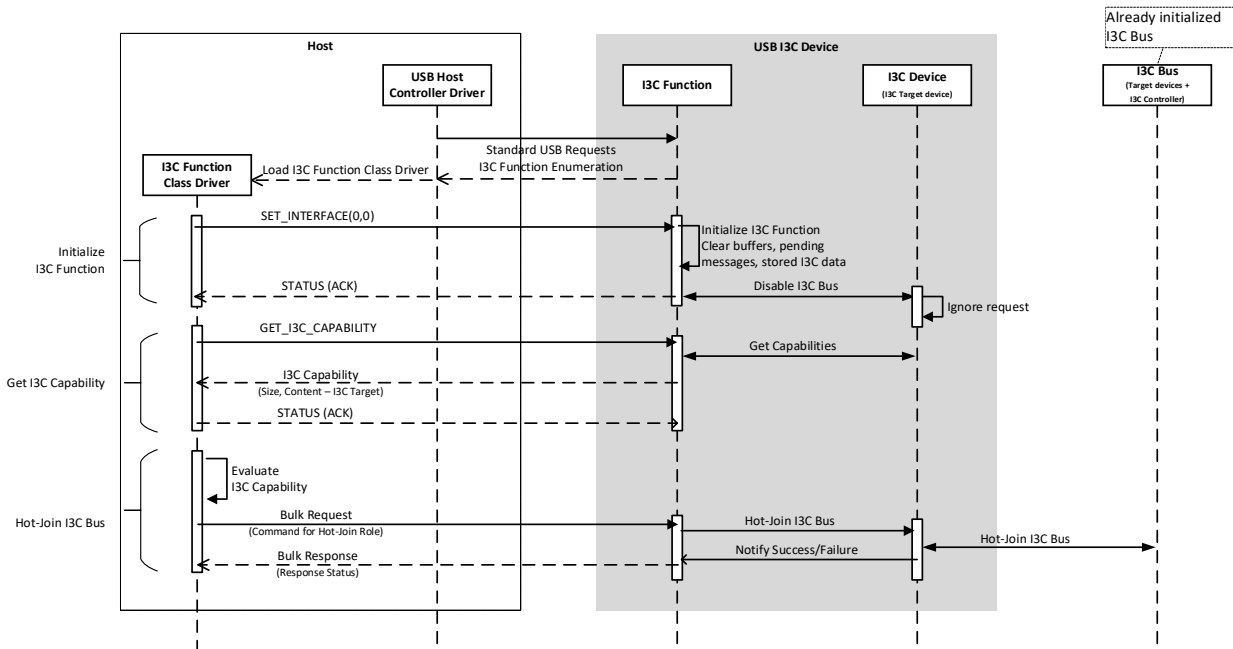 Already initialized
I3C Bus
Host
USB I3C Device
USB Host
Controller Driver
I3C Function
I3C Device
(I3C Target device)
I3C Bus
(Target devices +
I3C Controller)
Standard USB Requests
I3C Function Enumeration
Load I3C Function Class Driver
I3C Function
Class Driver
Initialize
I3C Function
SET_INTERFACE(0,0)
Initialize I3C Function
Clear buffers, pending
messages, stored I3C data
STATUS (ACK)
Disable I3C Bus
Ignore request
Get I3C Capability
GET_I3C_CAPABILITY
Get Capabilities
I3C Capability
(Size, Content – I3C Target)
STATUS (ACK)
Hot-Join I3C Bus
Evaluate
I3C Capability
Bulk Request
(Command for Hot-Join Role)
Hot-Join I3C Bus
Hot-Join I3C Bus
Notify Success/Failure
Bulk Response
(Response Status)